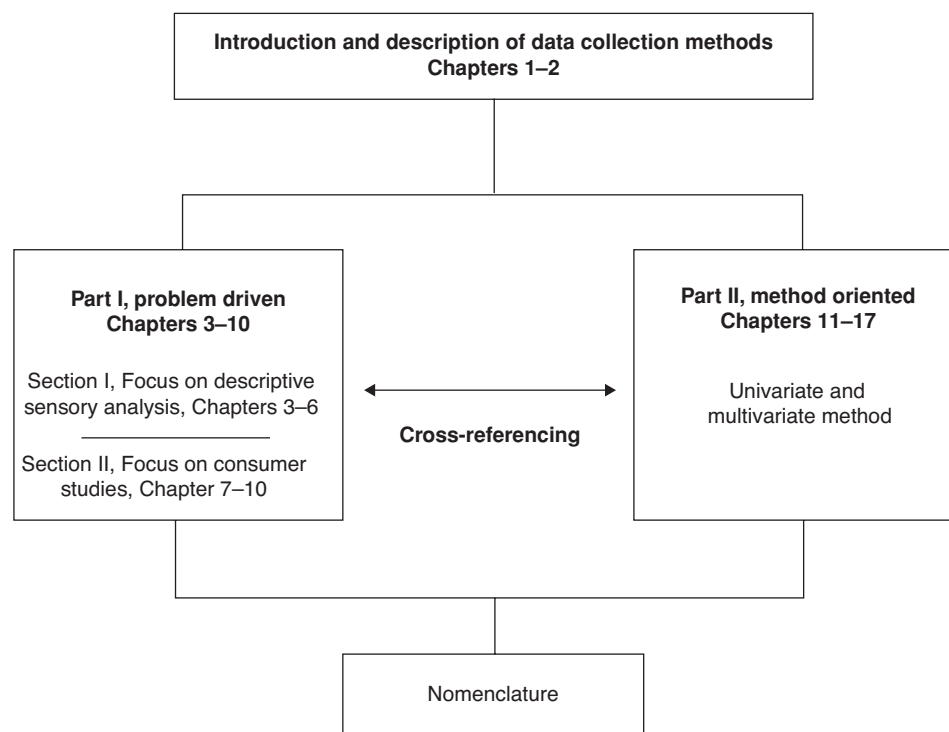 Introduction and description of data collection methods
Chapters 1–2
Part I, problem driven
Chapters 3–10
Section I, Focus on descriptive
sensory analysis, Chapters 3–6
Section II, Focus on consumer
studies, Chapter 7–10
Cross-referencing
Part II, method oriented
Chapters 11–17
Univariate and
multivariate method
Nomenclature